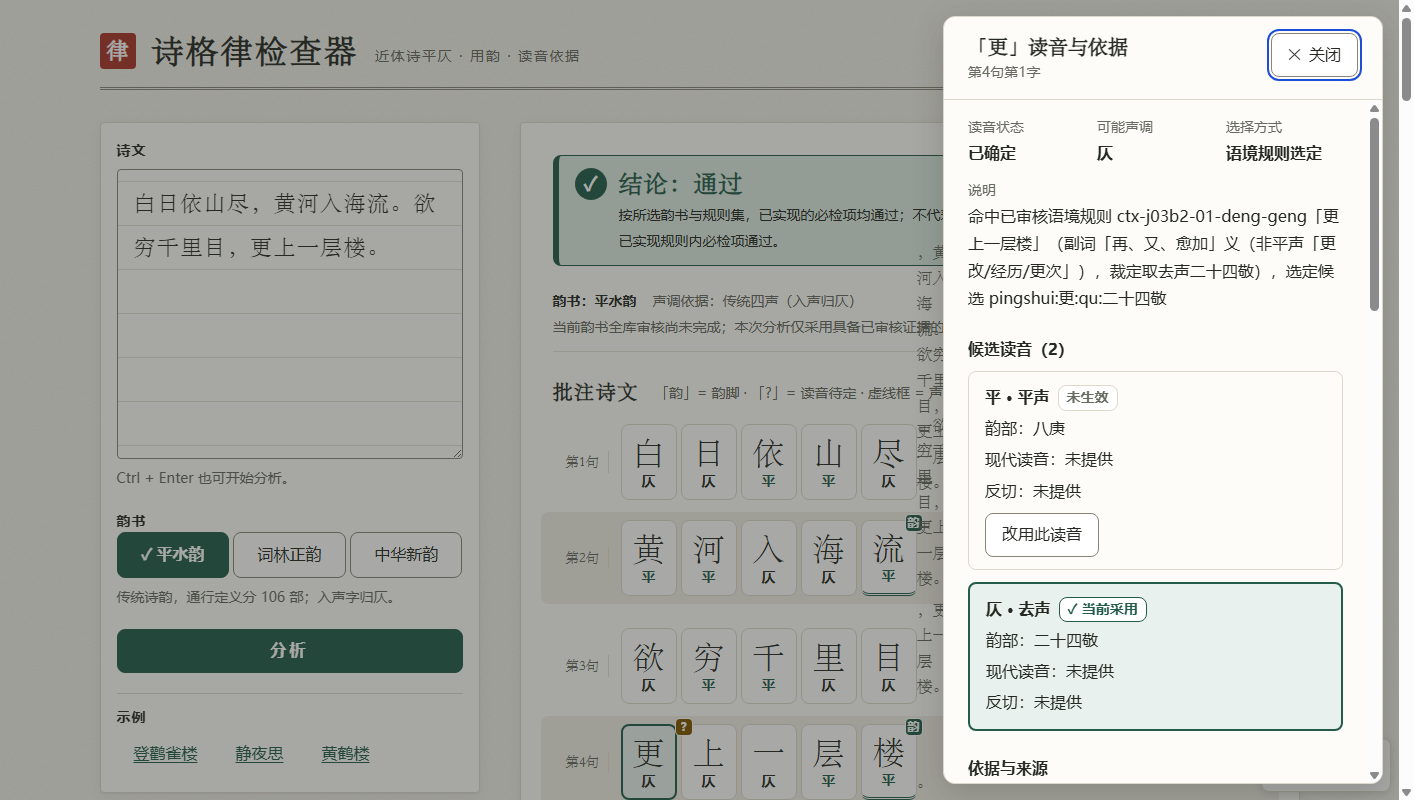 律 诗格律检查器 近体诗平仄 · 用韵 · 读音依据
诗文
白日依山尽，黄河入海流。欲
穷千里目，更上一层楼。
Ctrl + Enter 也可开始分析。
韵书
✓ 平水韵 词林正韵 中华新韵
传统诗韵，通行定义分 106 部；入声字归仄。
分析
示例
登鹳雀楼 静夜思 黄鹤楼
✓ 结论：通过
按所选韵书与规则集，已实现的必检项均通过；不代
已实现规则内必检项通过。
韵书：平水韵 声调依据：传统四声（入声归仄）
当前韵书全库审核尚未完成；本次分析仅采用具备已审核证
批注诗文 「韵」= 韵脚 · 「?」= 读音待定 · 虚线框 = 声
第1句 白 日 依 山 尽
仄 仄 平 平 仄
韵
第2句 黄 河 入 海 流
平 平 仄 仄 平
第3句 欲 穷 千 里 目
仄 平 平 仄 仄
? 韵
第4句 更 上 一 层 楼
仄 仄 仄 平 平
「更」读音与依据
第4句第1字
× 关闭
读音状态 可能声调 选择方式
已确定 仄 语境规则选定
说明
命中已审核语境规则 ctx-j03b2-01-deng-geng「更
上一层楼」（副词「再、又、愈加」义（非平声「更
改/经历/更次」），裁定取去声二十四敬），选定候
选 pingshui:更:qu:二十四敬
候选读音（2）
平 • 平声 未生效
韵部：八庚
现代读音：未提供
反切：未提供
改用此读音
仄 • 去声 ✓ 当前采用
韵部：二十四敬
现代读音：未提供
反切：未提供
依据与来源